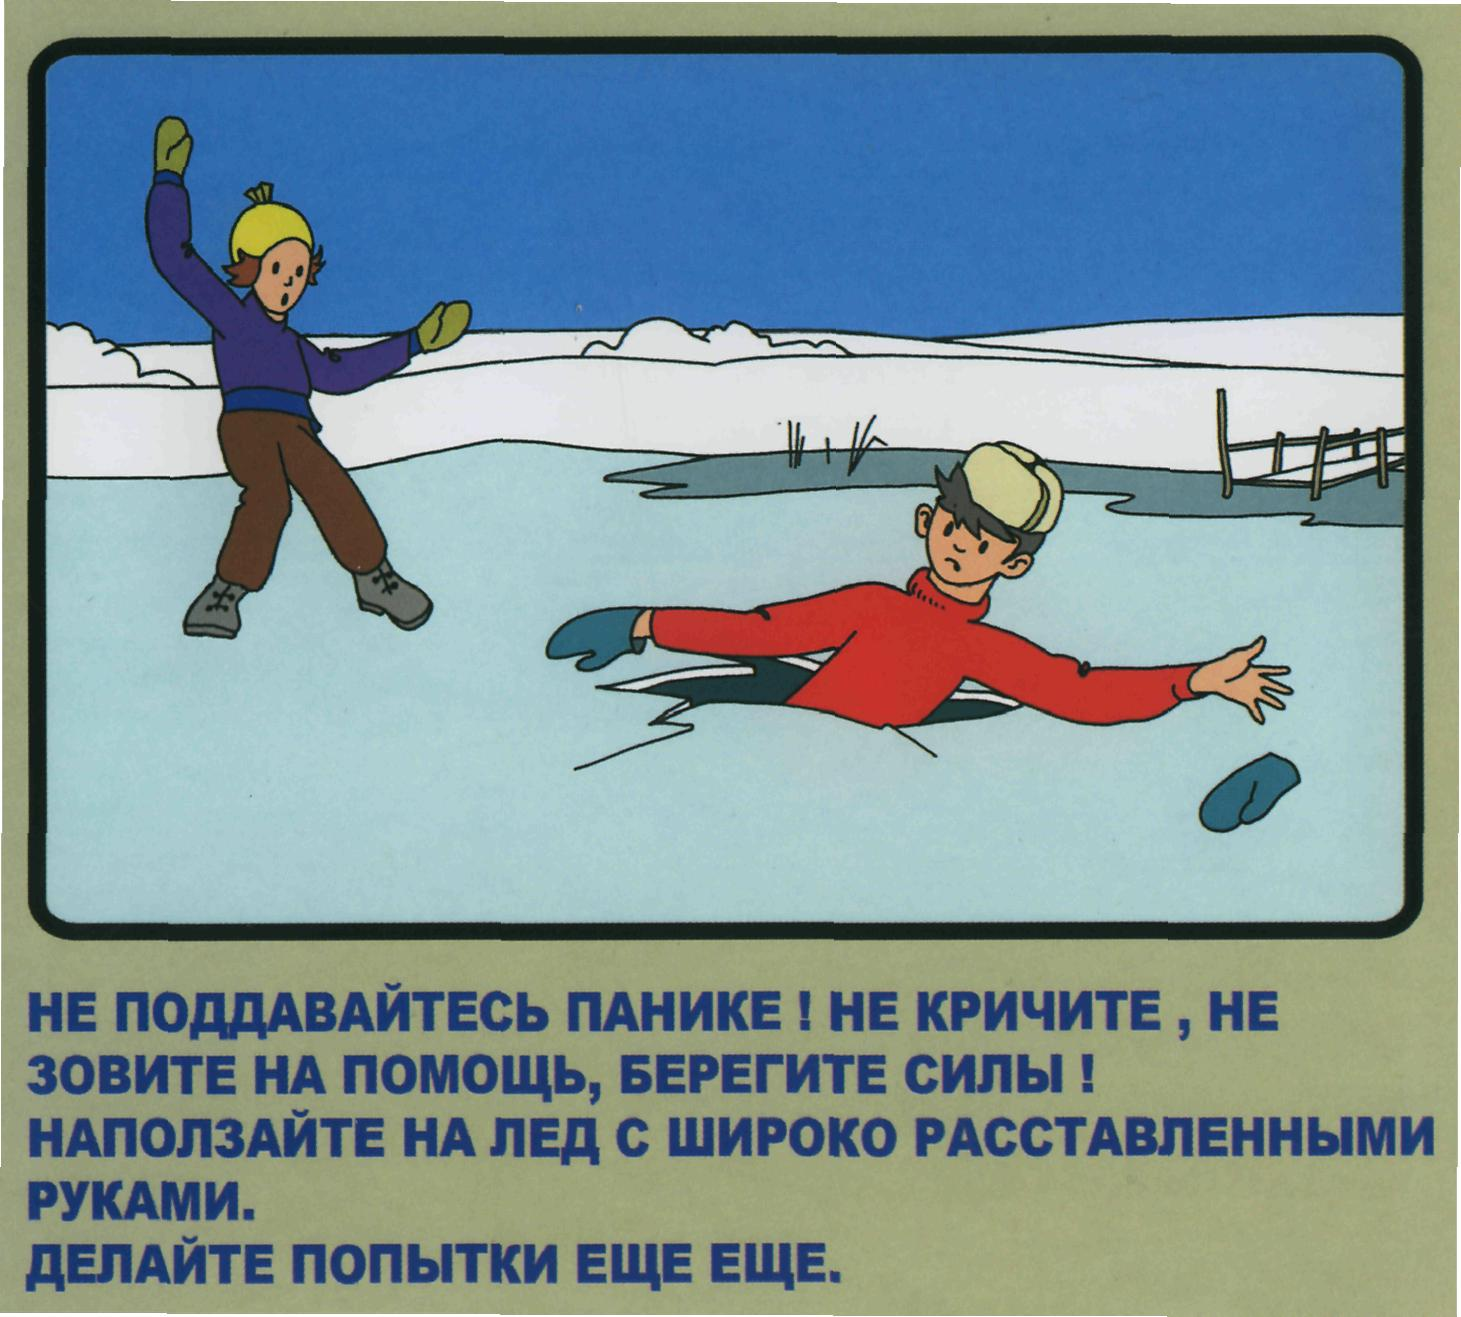 НЕ ПОДДАВАЙТЕСЬ ПАНИКЕ ! НЕ КРИЧИТЕ , НЕ
ЗОВИТЕ НА ПОМОЩЬ, БЕРЕГИТЕ СИЛЫ !
НАПОЛЗАЙТЕ НА ЛЕД С ШИРОКО РАССТАВЛЕННЫМИ
РУКАМИ.
ДЕЛАЙТЕ ПОПЫТКИ ЕЩЕ ЕЩЕ.